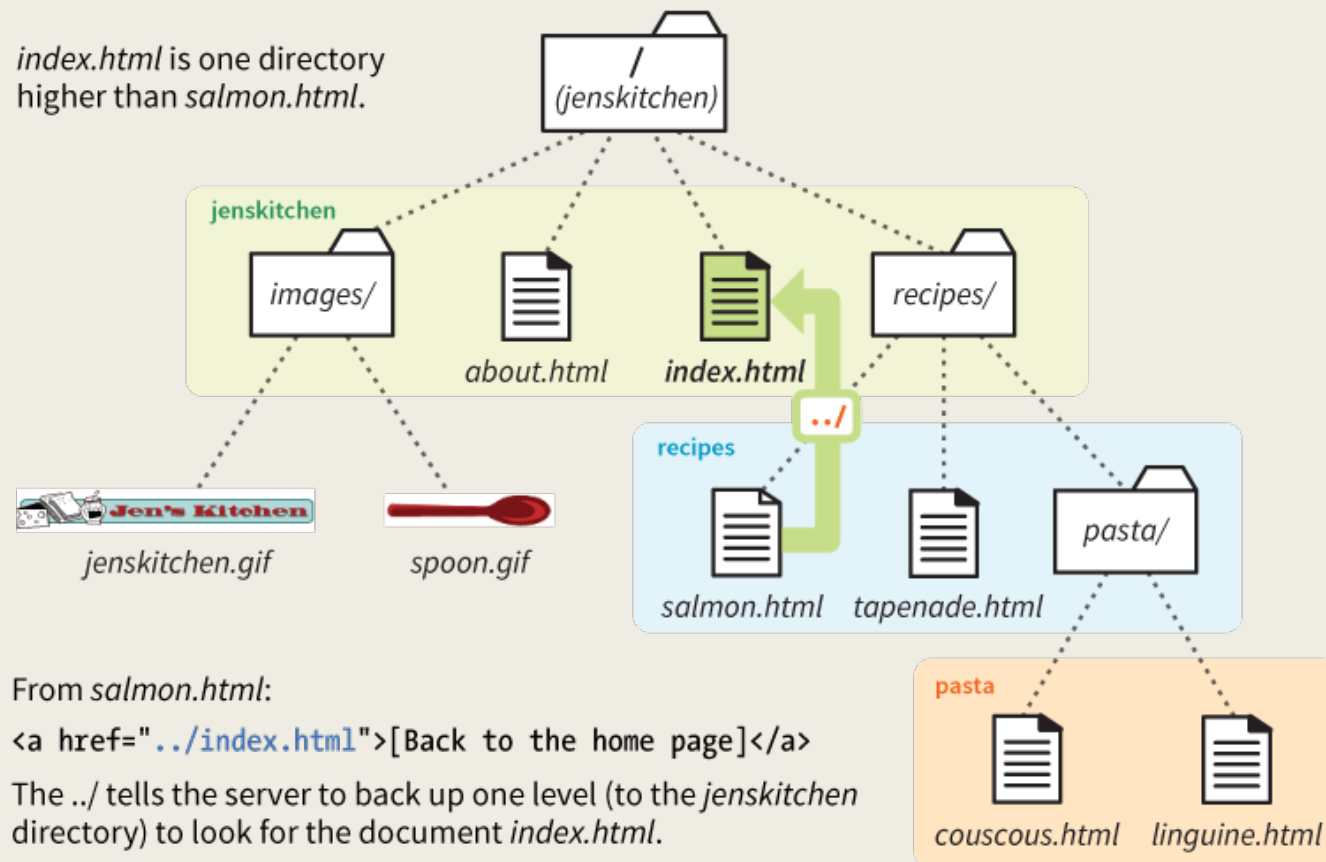 index.html is one directory
higher than salmon.html.
/
(jenskitchen)
jenskitchen
images/
about.html
index.html
recipes/
../
recipes
Jen's Kitchen
jenskitchen.gif
spoon.gif
salmon.html
tapenade.html
pasta/
From salmon.html:
<a href="../index.html">[Back to the home page]</a>
The ../ tells the server to back up one level (to the jenskitchen
directory) to look for the document index.html.
pasta
couscous.html
linguine.html